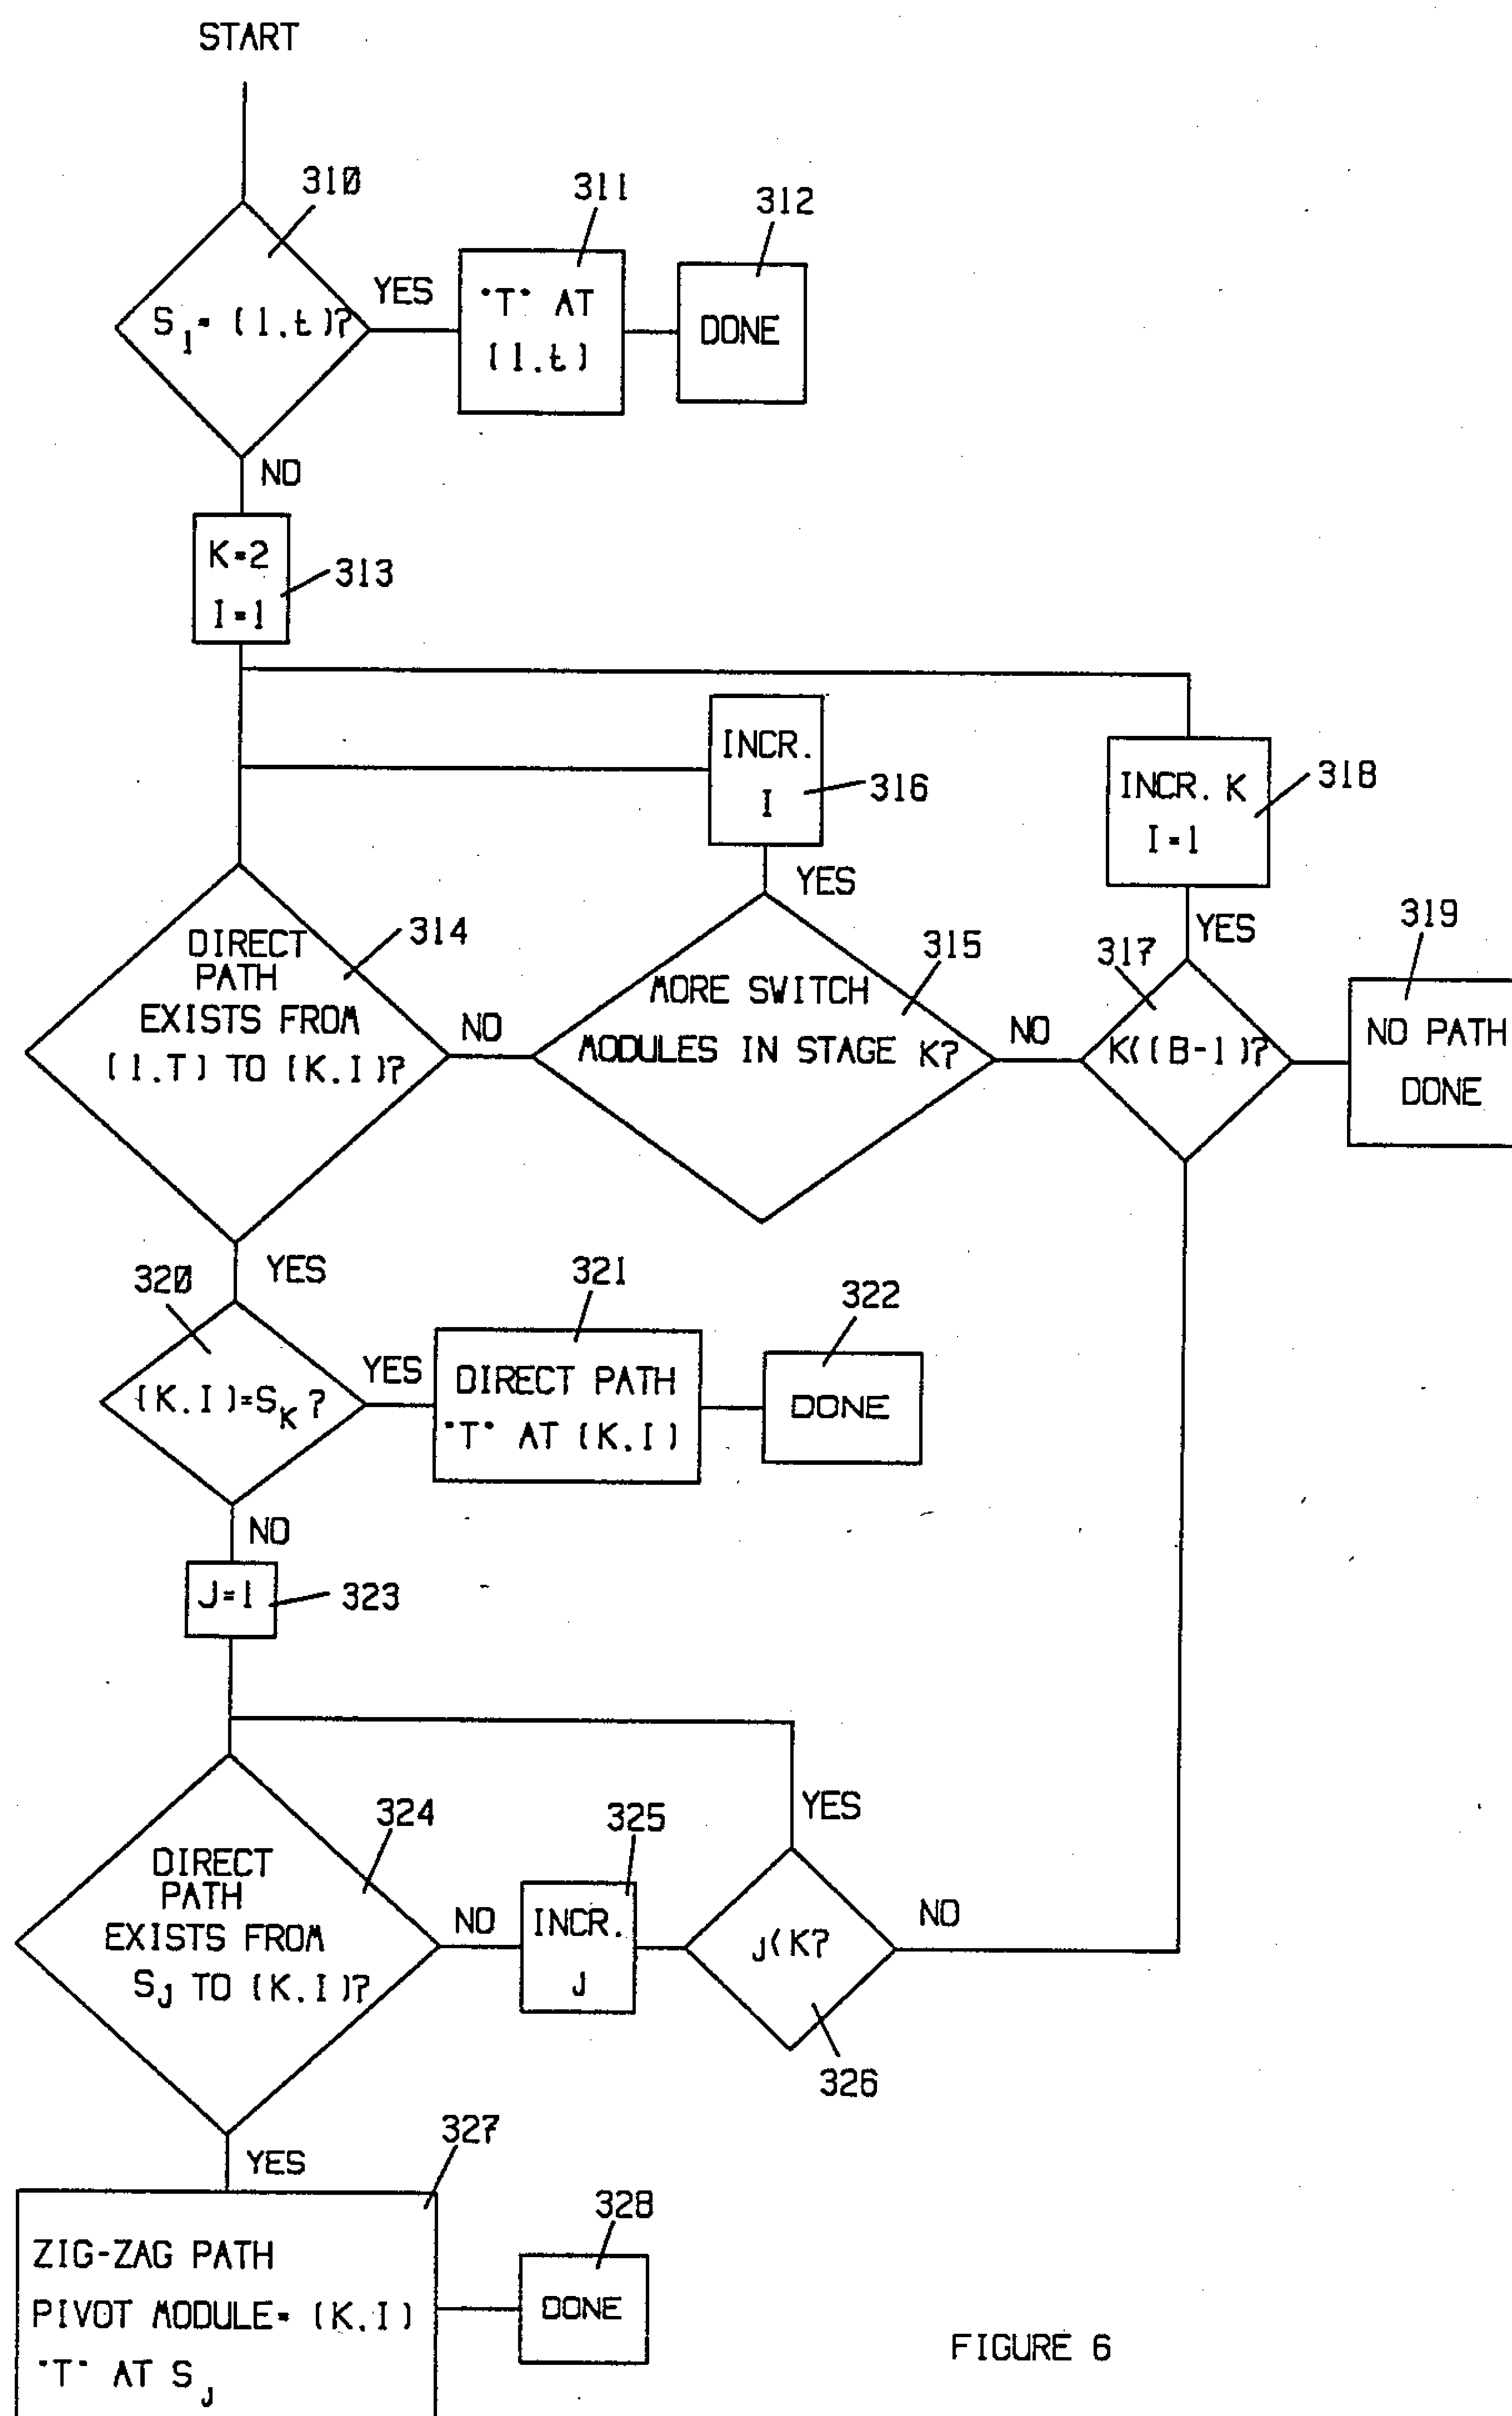 START
310
S1= (1.t)?
YES
311
"T" AT
(1.t)
312
DONE
NO
K=2
I=1
313
INCR.
I
316
INCR. K
I=1
318
YES
YES
DIRECT
PATH
EXISTS FROM
(1.T) TO (K.I)?
314
NO
MORE SWITCH
MODULES IN STAGE K?
315
NO
317
K<(B-1)?
319
NO PATH
DONE
YES
320
(K.I)=SK ?
YES
321
DIRECT PATH
"T" AT (K.I)
322
DONE
NO
J=1
323
DIRECT
PATH
EXISTS FROM
SJ TO (K.I)?
324
NO
325
INCR.
J
YES
J<K?
326
NO
YES
327
ZIG-ZAG PATH
PIVOT MODULE= (K.I)
"T" AT SJ
328
DONE
FIGURE 6